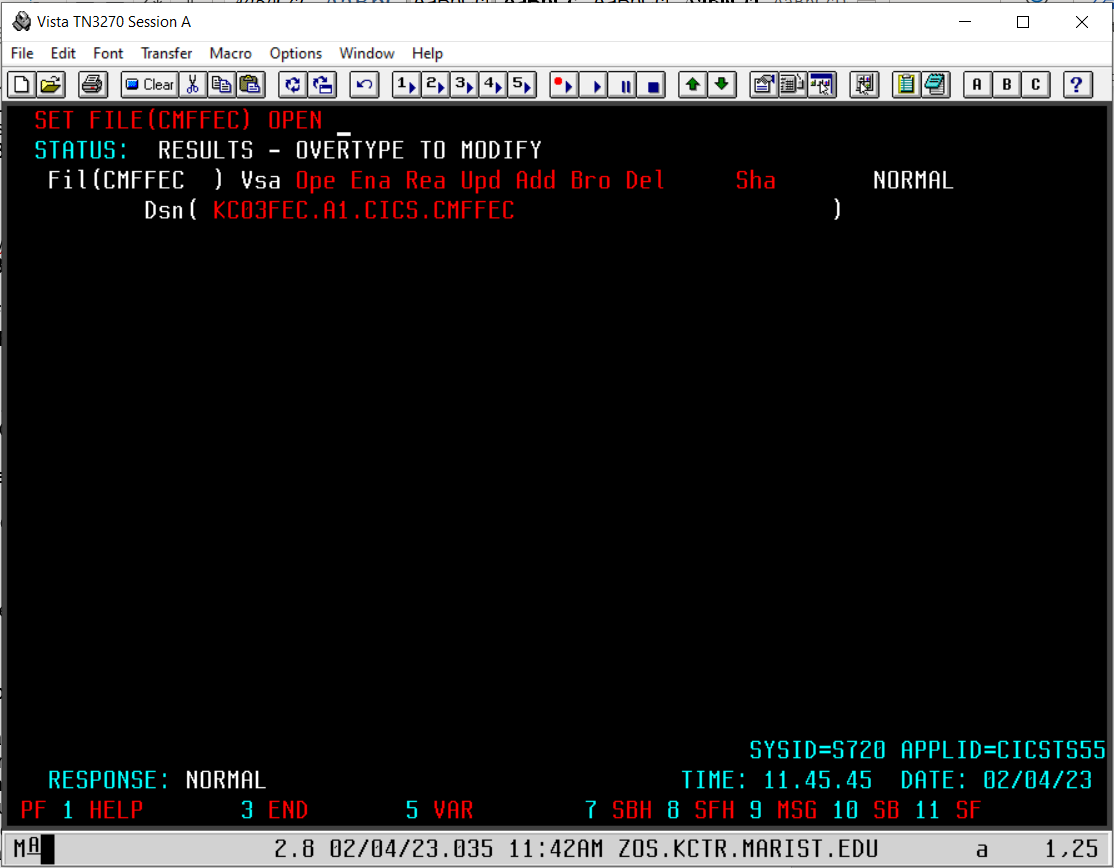 Vista TN3270 Session A
File Edit Font Transfer Macro Options Window Help
Clear 1 2 3 4 5 A B C ?
SET FILE(CMFFEC) OPEN _
STATUS: RESULTS - OVERTYPE TO MODIFY
Fil(CMFFEC ) Vsa Ope Ena Rea Upd Add Bro Del Sha NORMAL
Dsn( KC03FEC.A1.CICS.CMFFEC )
SYSID=S720 APPLID=CICSTS55
RESPONSE: NORMAL TIME: 11.45.45 DATE: 02/04/23
PF 1 HELP 3 END 5 VAR 7 SBH 8 SFH 9 MSG 10 SB 11 SF
MA 2.8 02/04/23.035 11:42AM ZOS.KCTR.MARIST.EDU a 1,25